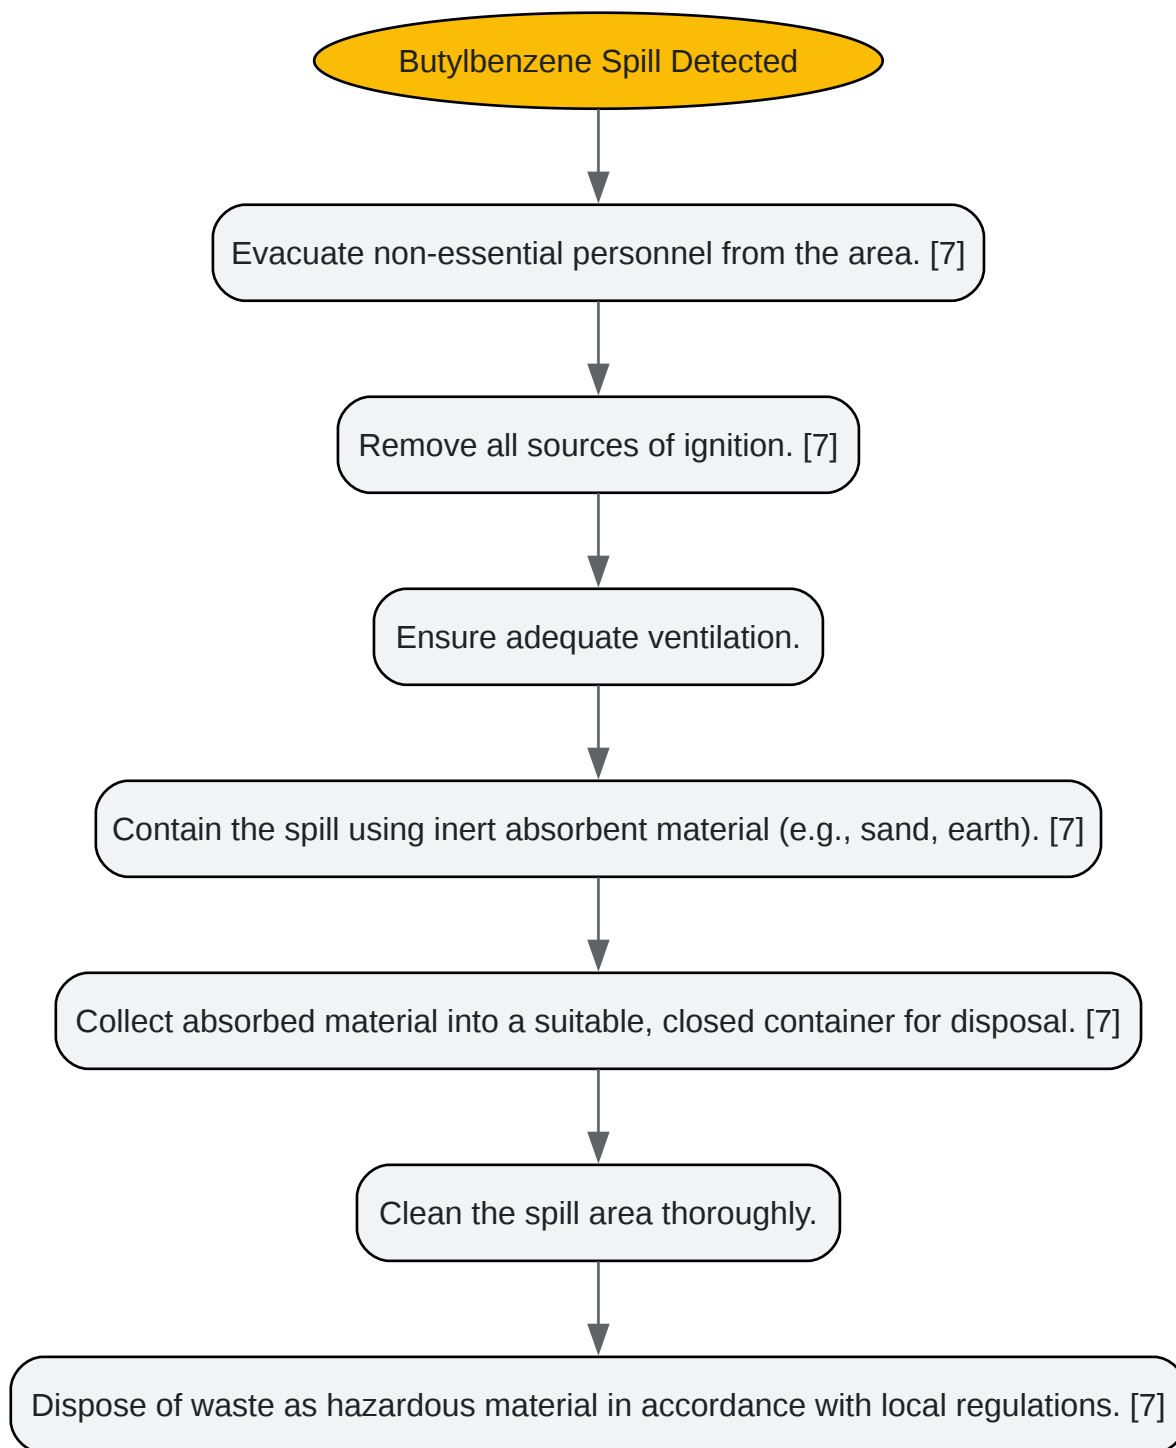 Butylbenzene Spill Detected
Evacuate non-essential personnel from the area. [7]
Remove all sources of ignition. [7]
Ensure adequate ventilation.
Contain the spill using inert absorbent material (e.g., sand, earth). [7]
Collect absorbed material into a suitable, closed container for disposal. [7]
Clean the spill area thoroughly.
Dispose of waste as hazardous material in accordance with local regulations. [7]